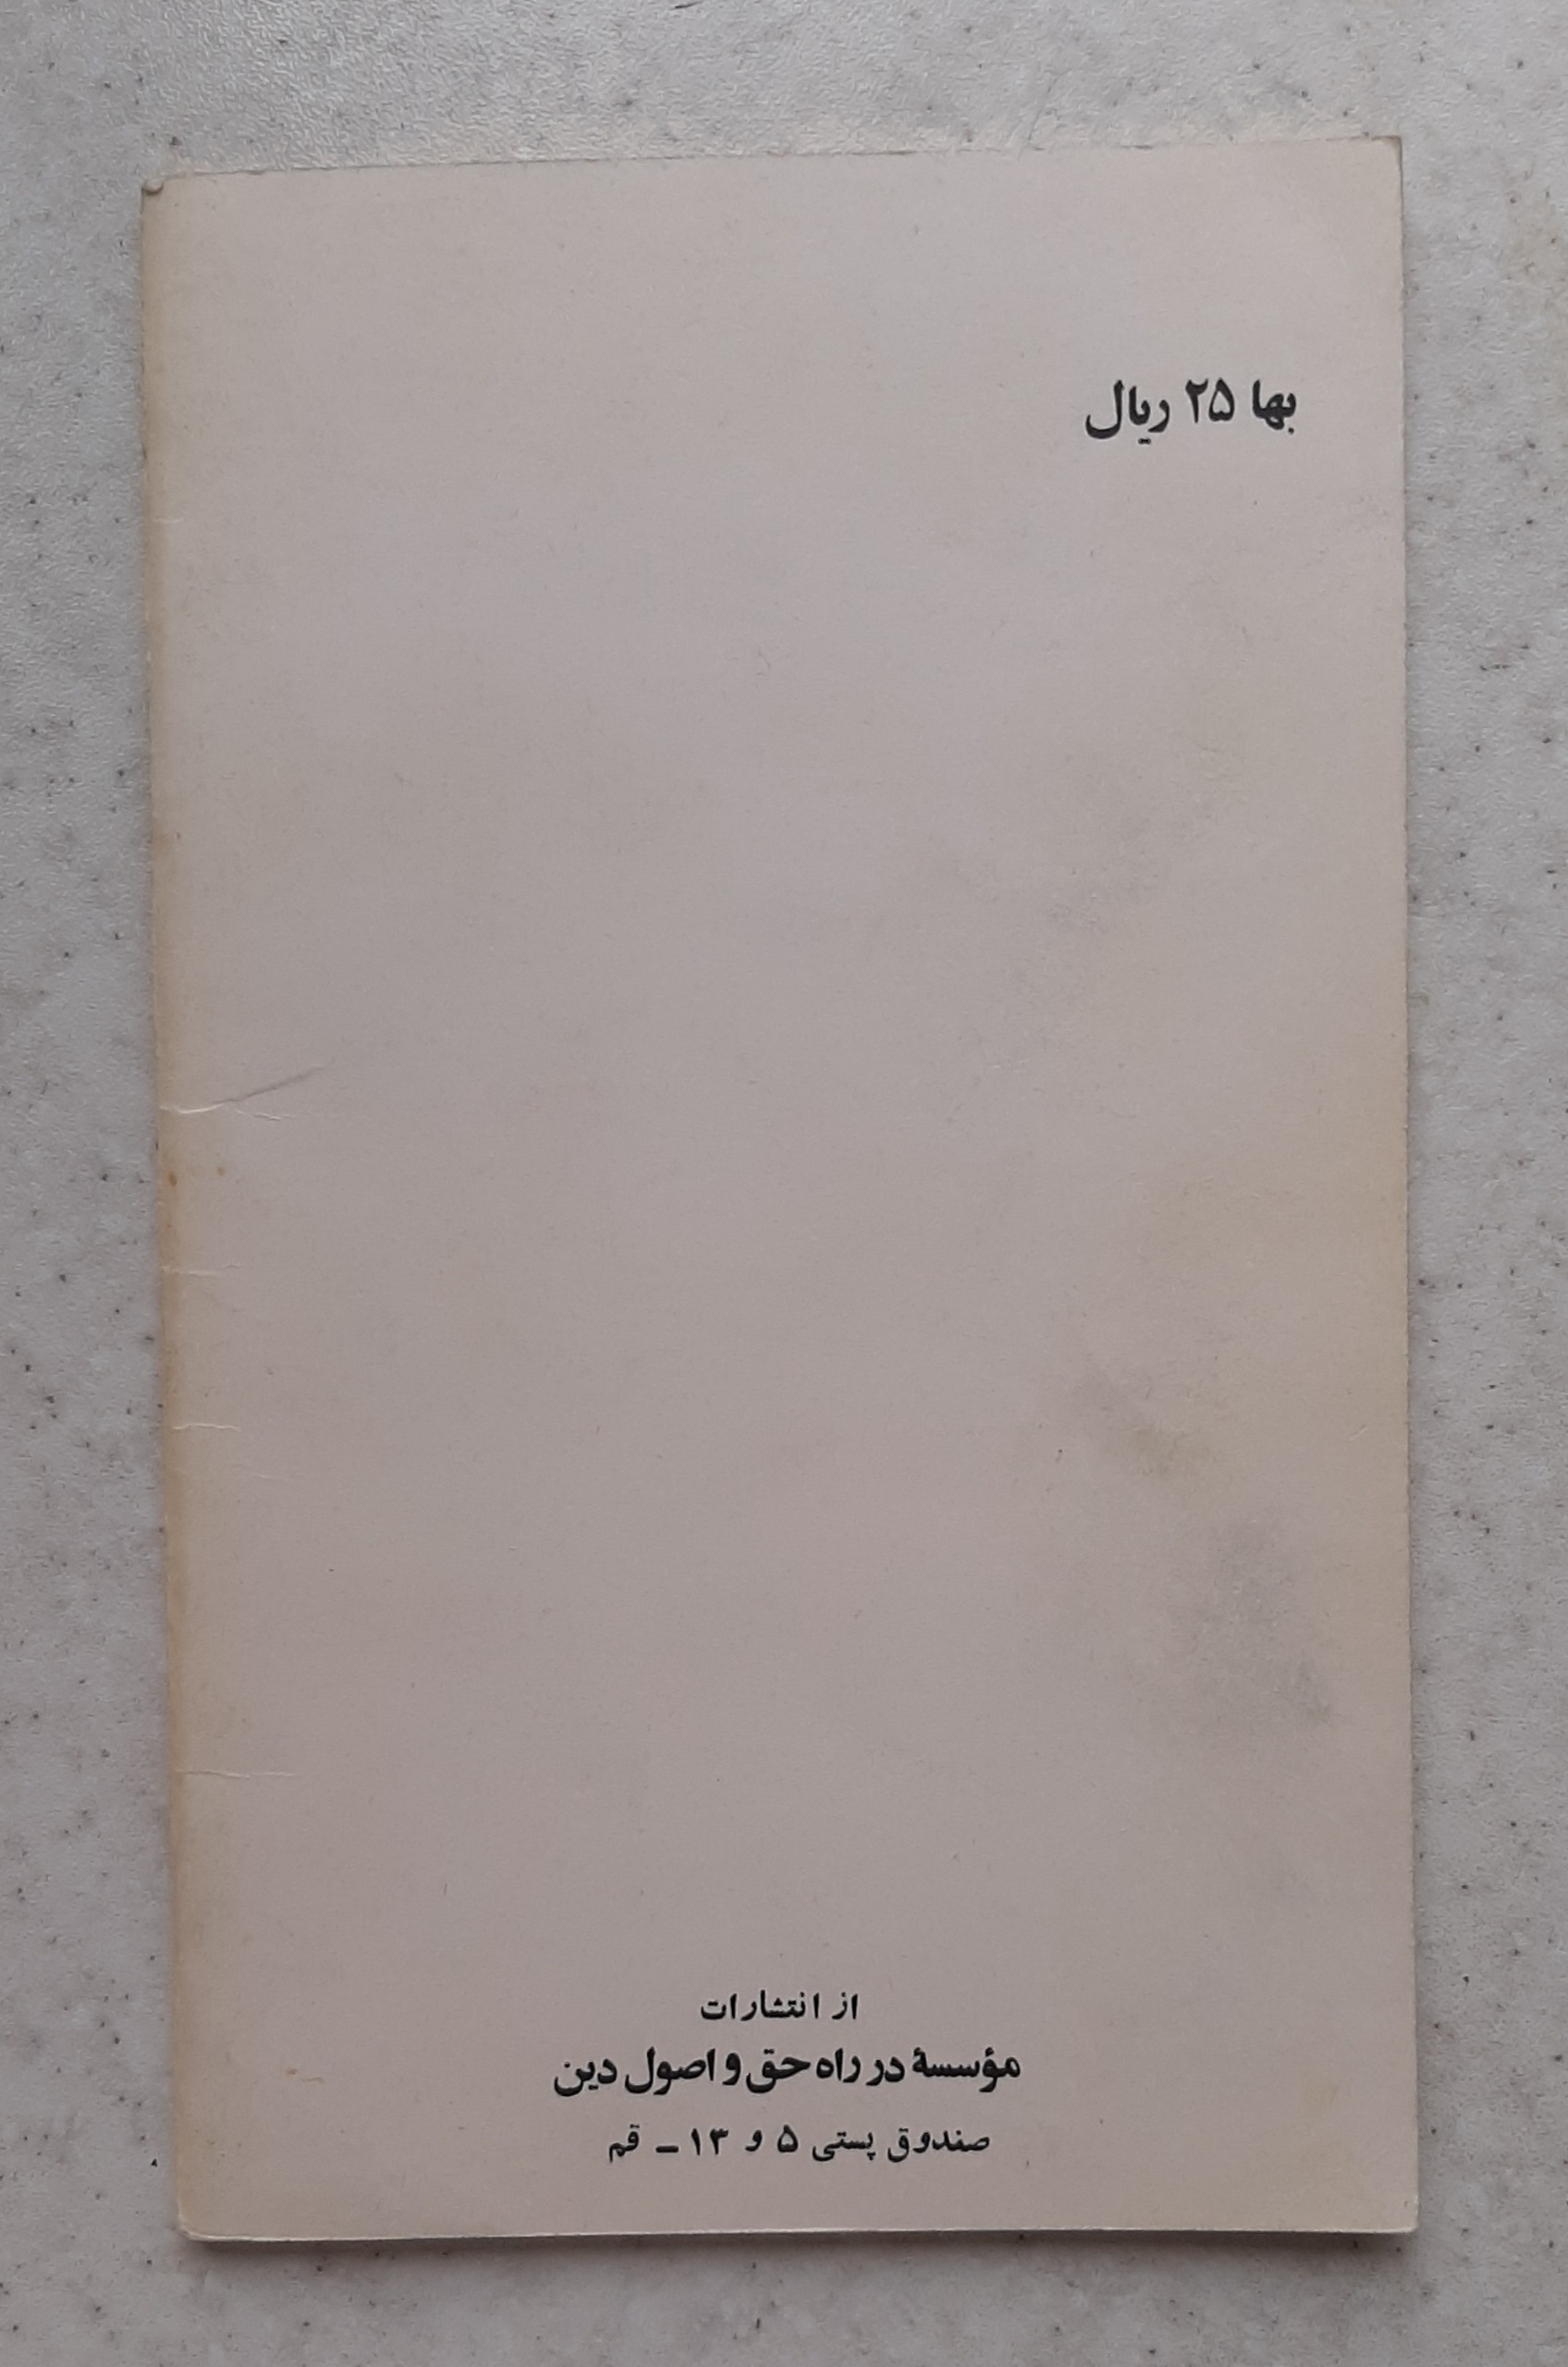 بها ۲۵ ریال
از انتشارات
مؤسسهٔ در راه حق و اصول دین
صندوق پستی ۵ و ۱۳ – قم